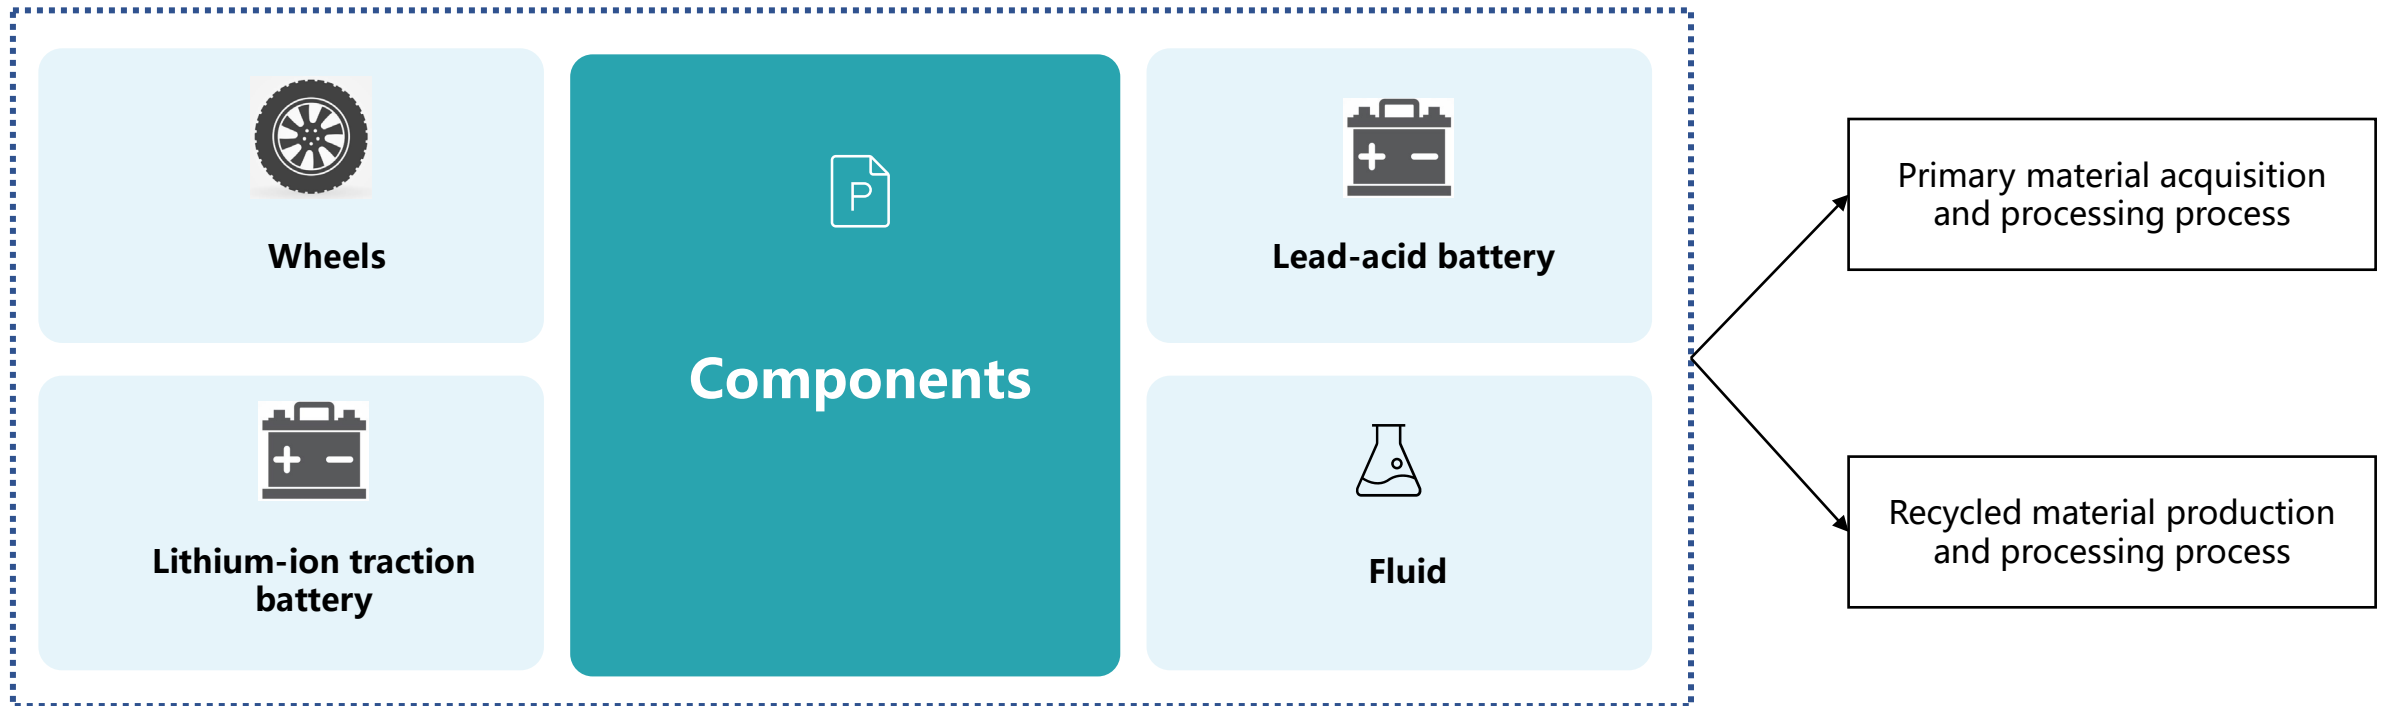 Wheels
Lithium-ion traction
battery
P
Components
Lead-acid battery
Fluid
Primary material acquisition
and processing process
Recycled material production
and processing process